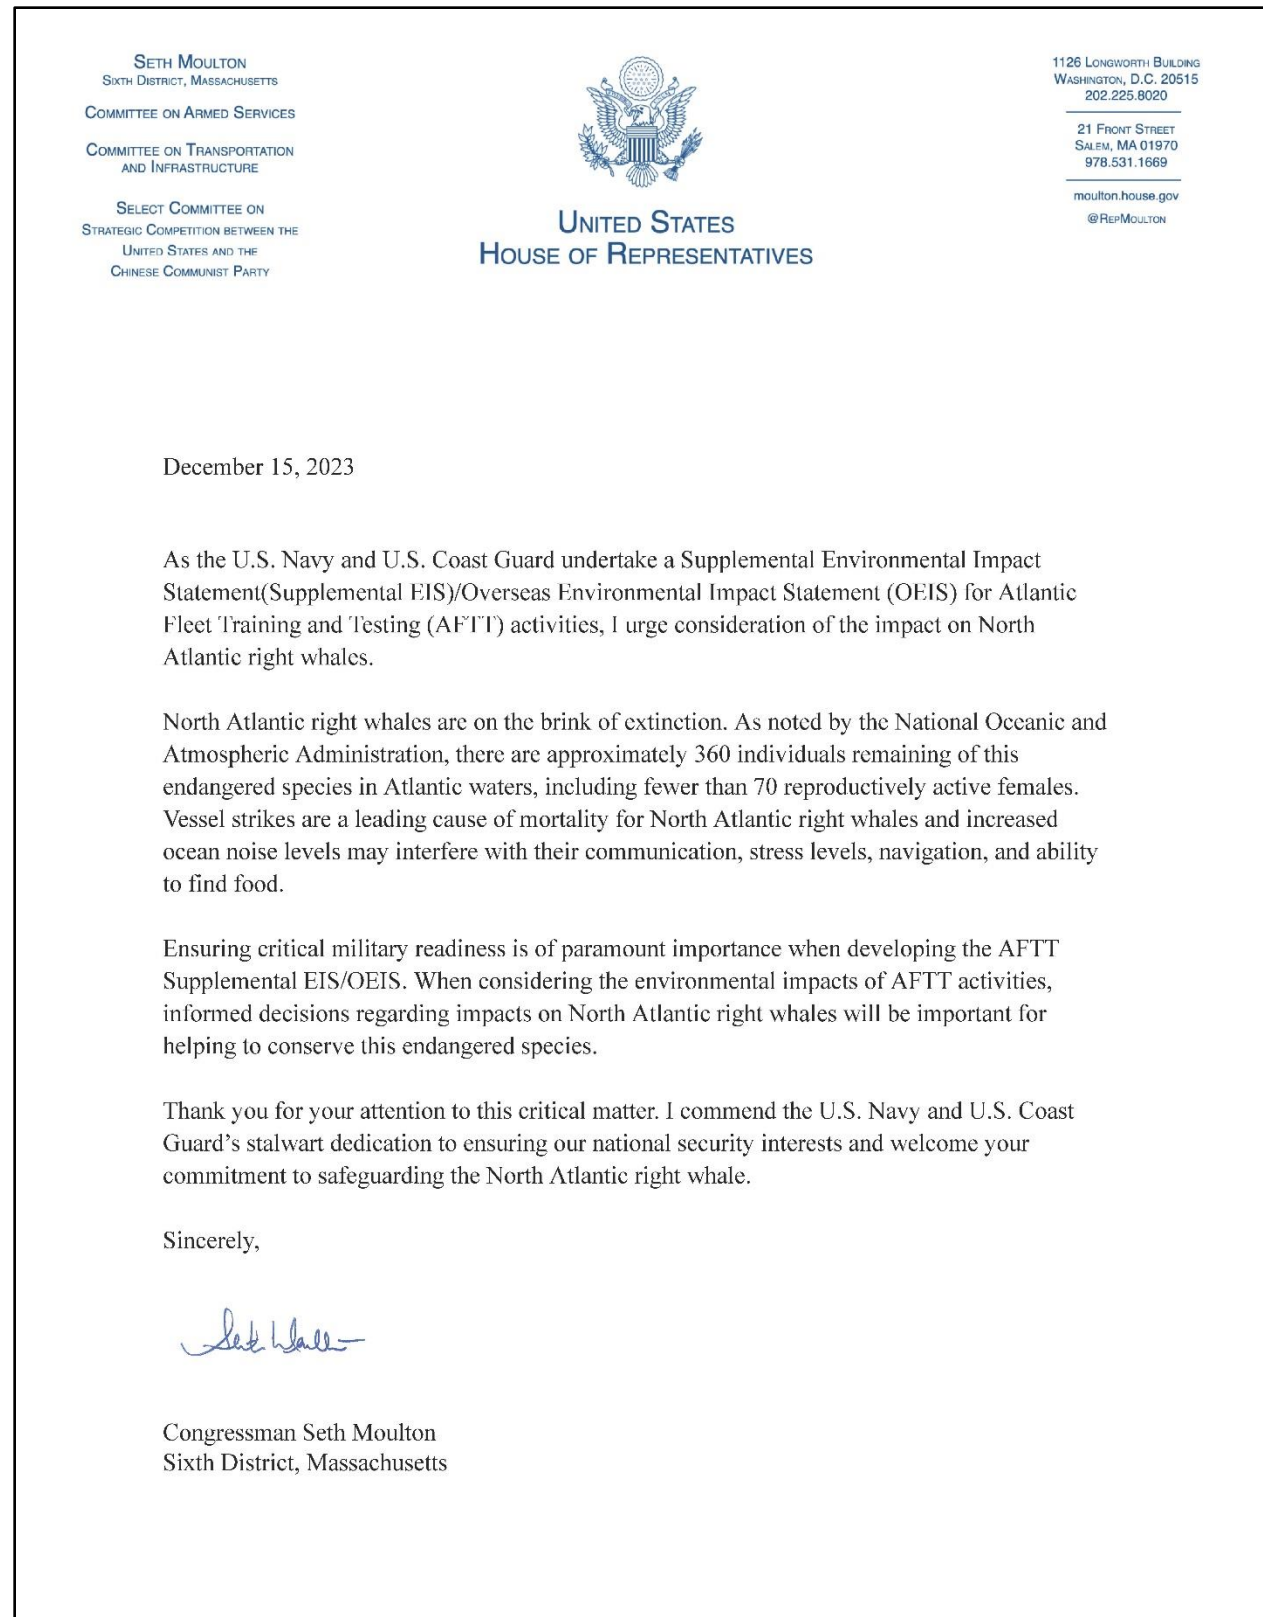 SETH MOULTON
SIXTH DISTRICT, MASSACHUSETTS
COMMITTEE ON ARMED SERVICES
COMMITTEE ON TRANSPORTATION
AND INFRASTRUCTURE
SELECT COMMITTEE ON
STRATEGIC COMPETITION BETWEEN THE
UNITED STATES AND THE
CHINESE COMMUNIST PARTY
UNITED STATES
HOUSE OF REPRESENTATIVES
1126 LONGWORTH BUILDING
WASHINGTON, D.C. 20515
202.225.8020
21 FRONT STREET
SALEM, MA 01970
978.531.1669
moulton.house.gov
@REPMOULTON
December 15, 2023
As the U.S. Navy and U.S. Coast Guard undertake a Supplemental Environmental Impact
Statement(Supplemental EIS)/Overseas Environmental Impact Statement (OEIS) for Atlantic
Fleet Training and Testing (AFTT) activities, I urge consideration of the impact on North
Atlantic right whales.
North Atlantic right whales are on the brink of extinction. As noted by the National Oceanic and
Atmospheric Administration, there are approximately 360 individuals remaining of this
endangered species in Atlantic waters, including fewer than 70 reproductively active females.
Vessel strikes are a leading cause of mortality for North Atlantic right whales and increased
ocean noise levels may interfere with their communication, stress levels, navigation, and ability
to find food.
Ensuring critical military readiness is of paramount importance when developing the AFTT
Supplemental EIS/OEIS. When considering the environmental impacts of AFTT activities,
informed decisions regarding impacts on North Atlantic right whales will be important for
helping to conserve this endangered species.
Thank you for your attention to this critical matter. I commend the U.S. Navy and U.S. Coast
Guard's stalwart dedication to ensuring our national security interests and welcome your
commitment to safeguarding the North Atlantic right whale.
Sincerely,
Congressman Seth Moulton
Sixth District, Massachusetts